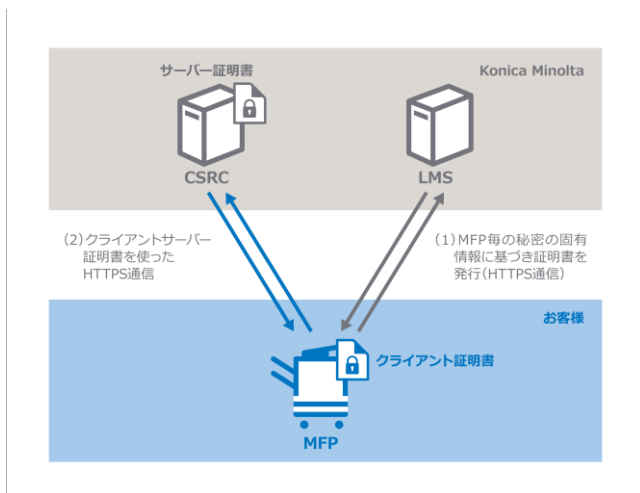 サーバー証明書
Konica Minolta
CSRC
LMS
(2)クライアントサーバー
証明書を使った
HTTPS通信
(1)MFP毎の秘密の固有
情報に基づき証明書を
発行(HTTPS通信)
お客様
クライアント証明書
MFP